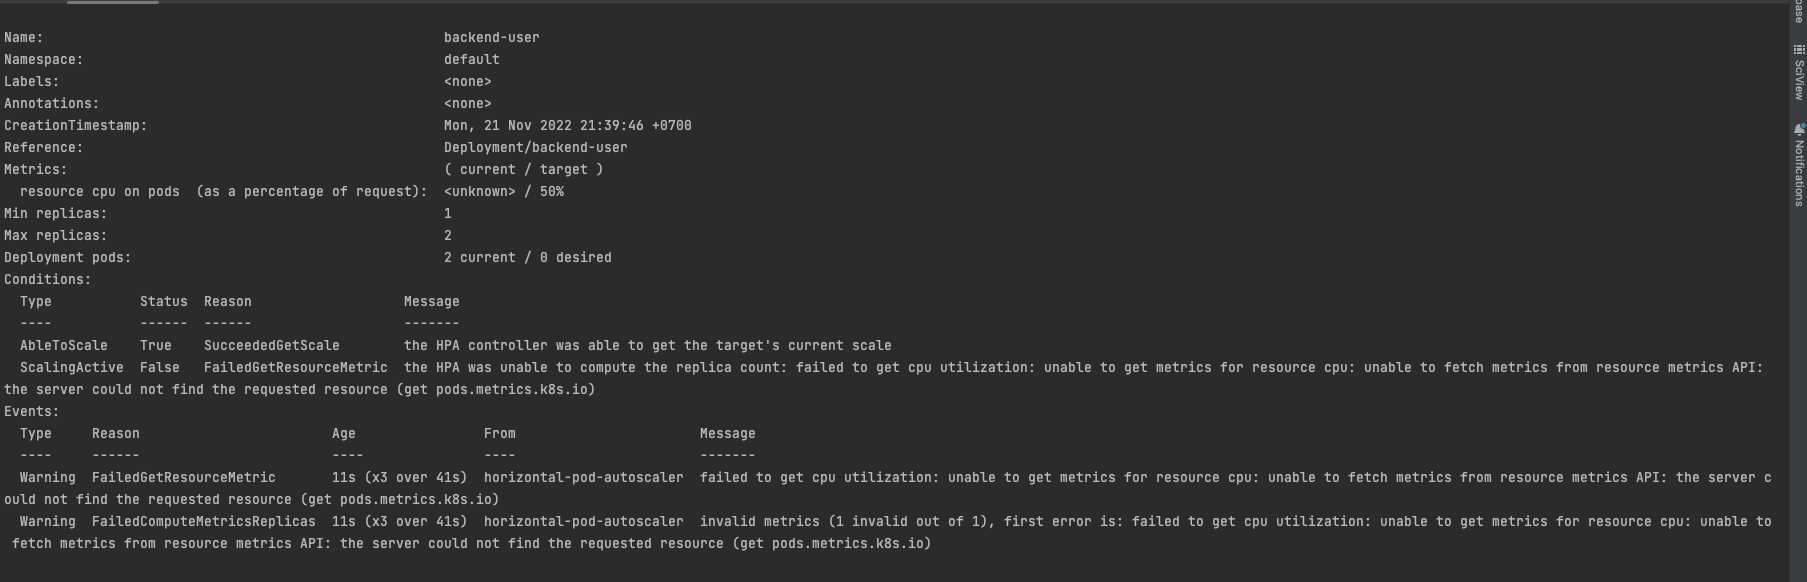 Name:                                                  backend-user
Namespace:                                             default
Labels:                                                <none>
Annotations:                                           <none>
CreationTimestamp:                                     Mon, 21 Nov 2022 21:39:46 +0700
Reference:                                             Deployment/backend-user
Metrics:                                               ( current / target )
  resource cpu on pods  (as a percentage of request):  <unknown> / 50%
Min replicas:                                          1
Max replicas:                                          2
Deployment pods:                                       2 current / 0 desired
Conditions:
  Type           Status  Reason                   Message
  ----           ------  ------                   -------
  AbleToScale    True    SucceededGetScale        the HPA controller was able to get the target's current scale
  ScalingActive  False   FailedGetResourceMetric  the HPA was unable to compute the replica count: failed to get cpu utilization: unable to get metrics for resource cpu: unable to fetch metrics from resource metrics API:
the server could not find the requested resource (get pods.metrics.k8s.io)
Events:
  Type     Reason                        Age                From                       Message
  ----     ------                        ----               ----                       -------
  Warning  FailedGetResourceMetric       11s (x3 over 41s)  horizontal-pod-autoscaler  failed to get cpu utilization: unable to get metrics for resource cpu: unable to fetch metrics from resource metrics API: the server c
ould not find the requested resource (get pods.metrics.k8s.io)
  Warning  FailedComputeMetricsReplicas  11s (x3 over 41s)  horizontal-pod-autoscaler  invalid metrics (1 invalid out of 1), first error is: failed to get cpu utilization: unable to get metrics for resource cpu: unable to
 fetch metrics from resource metrics API: the server could not find the requested resource (get pods.metrics.k8s.io)
SciView
Notifications